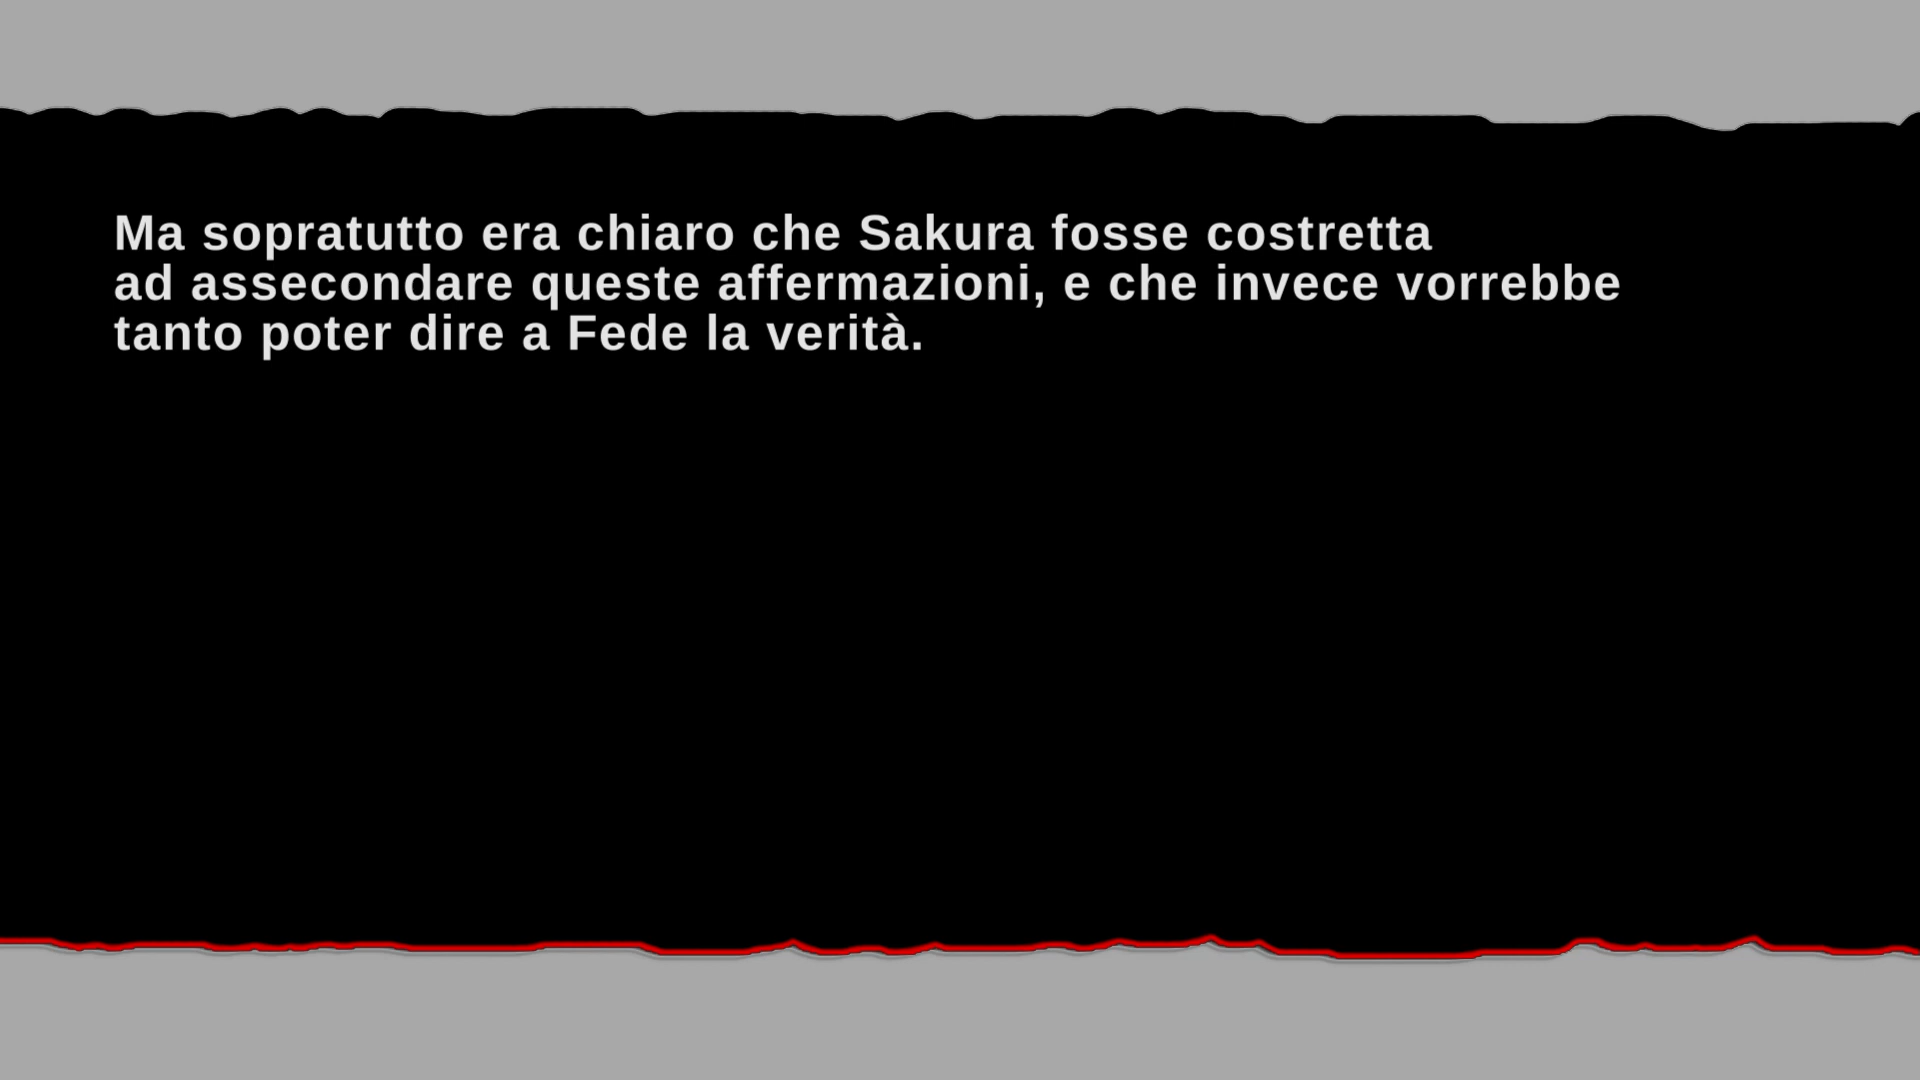 Ma sopratutto era chiaro che Sakura fosse costretta
ad assecondare queste affermazioni, e che invece vorrebbe
tanto poter dire a Fede la verità.